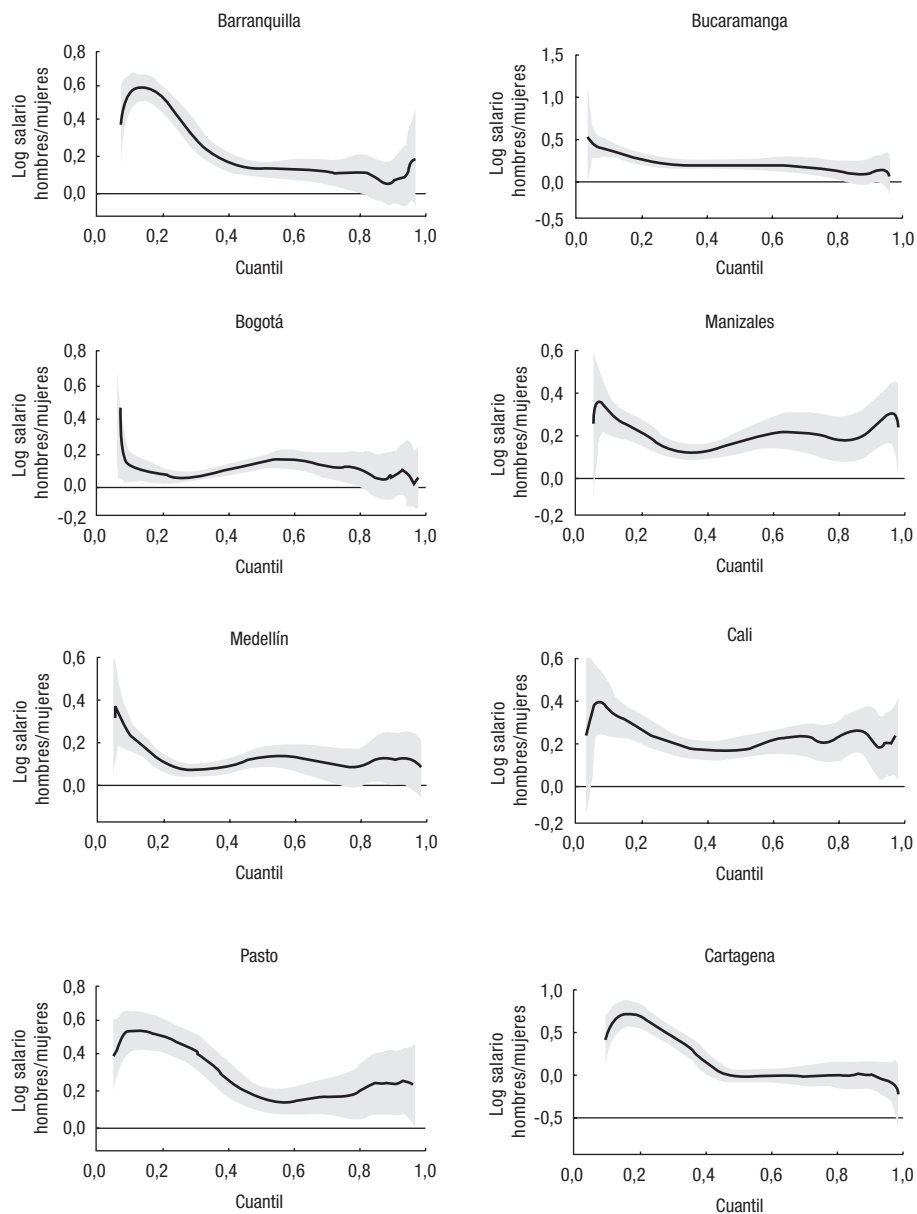 Barranquilla
Log salario
hombres/mujeres
0,8
0,6
0,4
0,2
0,0
0,0 0,2 0,4 0,6 0,8 1,0
Cuantil
Bucaramanga
Log salario
hombres/mujeres
1,5
1,0
0,5
0,0
-0,5
0,0 0,2 0,4 0,6 0,8 1,0
Cuantil
Bogotá
Log salario
hombres/mujeres
0,8
0,6
0,4
0,2
0,0
-0,2
0,0 0,2 0,4 0,6 0,8 1,0
Cuantil
Manizales
Log salario
hombres/mujeres
0,6
0,4
0,2
0,0
-0,2
0,0 0,2 0,4 0,6 0,8 1,0
Cuantil
Medellín
Log salario
hombres/mujeres
0,6
0,4
0,2
0,0
0,0 0,2 0,4 0,6 0,8 1,0
Cuantil
Cali
Log salario
hombres/mujeres
0,6
0,4
0,2
0,0
-0,2
0,0 0,2 0,4 0,6 0,8 1,0
Cuantil
Pasto
Log salario
hombres/mujeres
0,8
0,6
0,4
0,2
0,0
0,0 0,2 0,4 0,6 0,8 1,0
Cuantil
Cartagena
Log salario
hombres/mujeres
1,0
0,5
0,0
-0,5
0,0 0,2 0,4 0,6 0,8 1,0
Cuantil